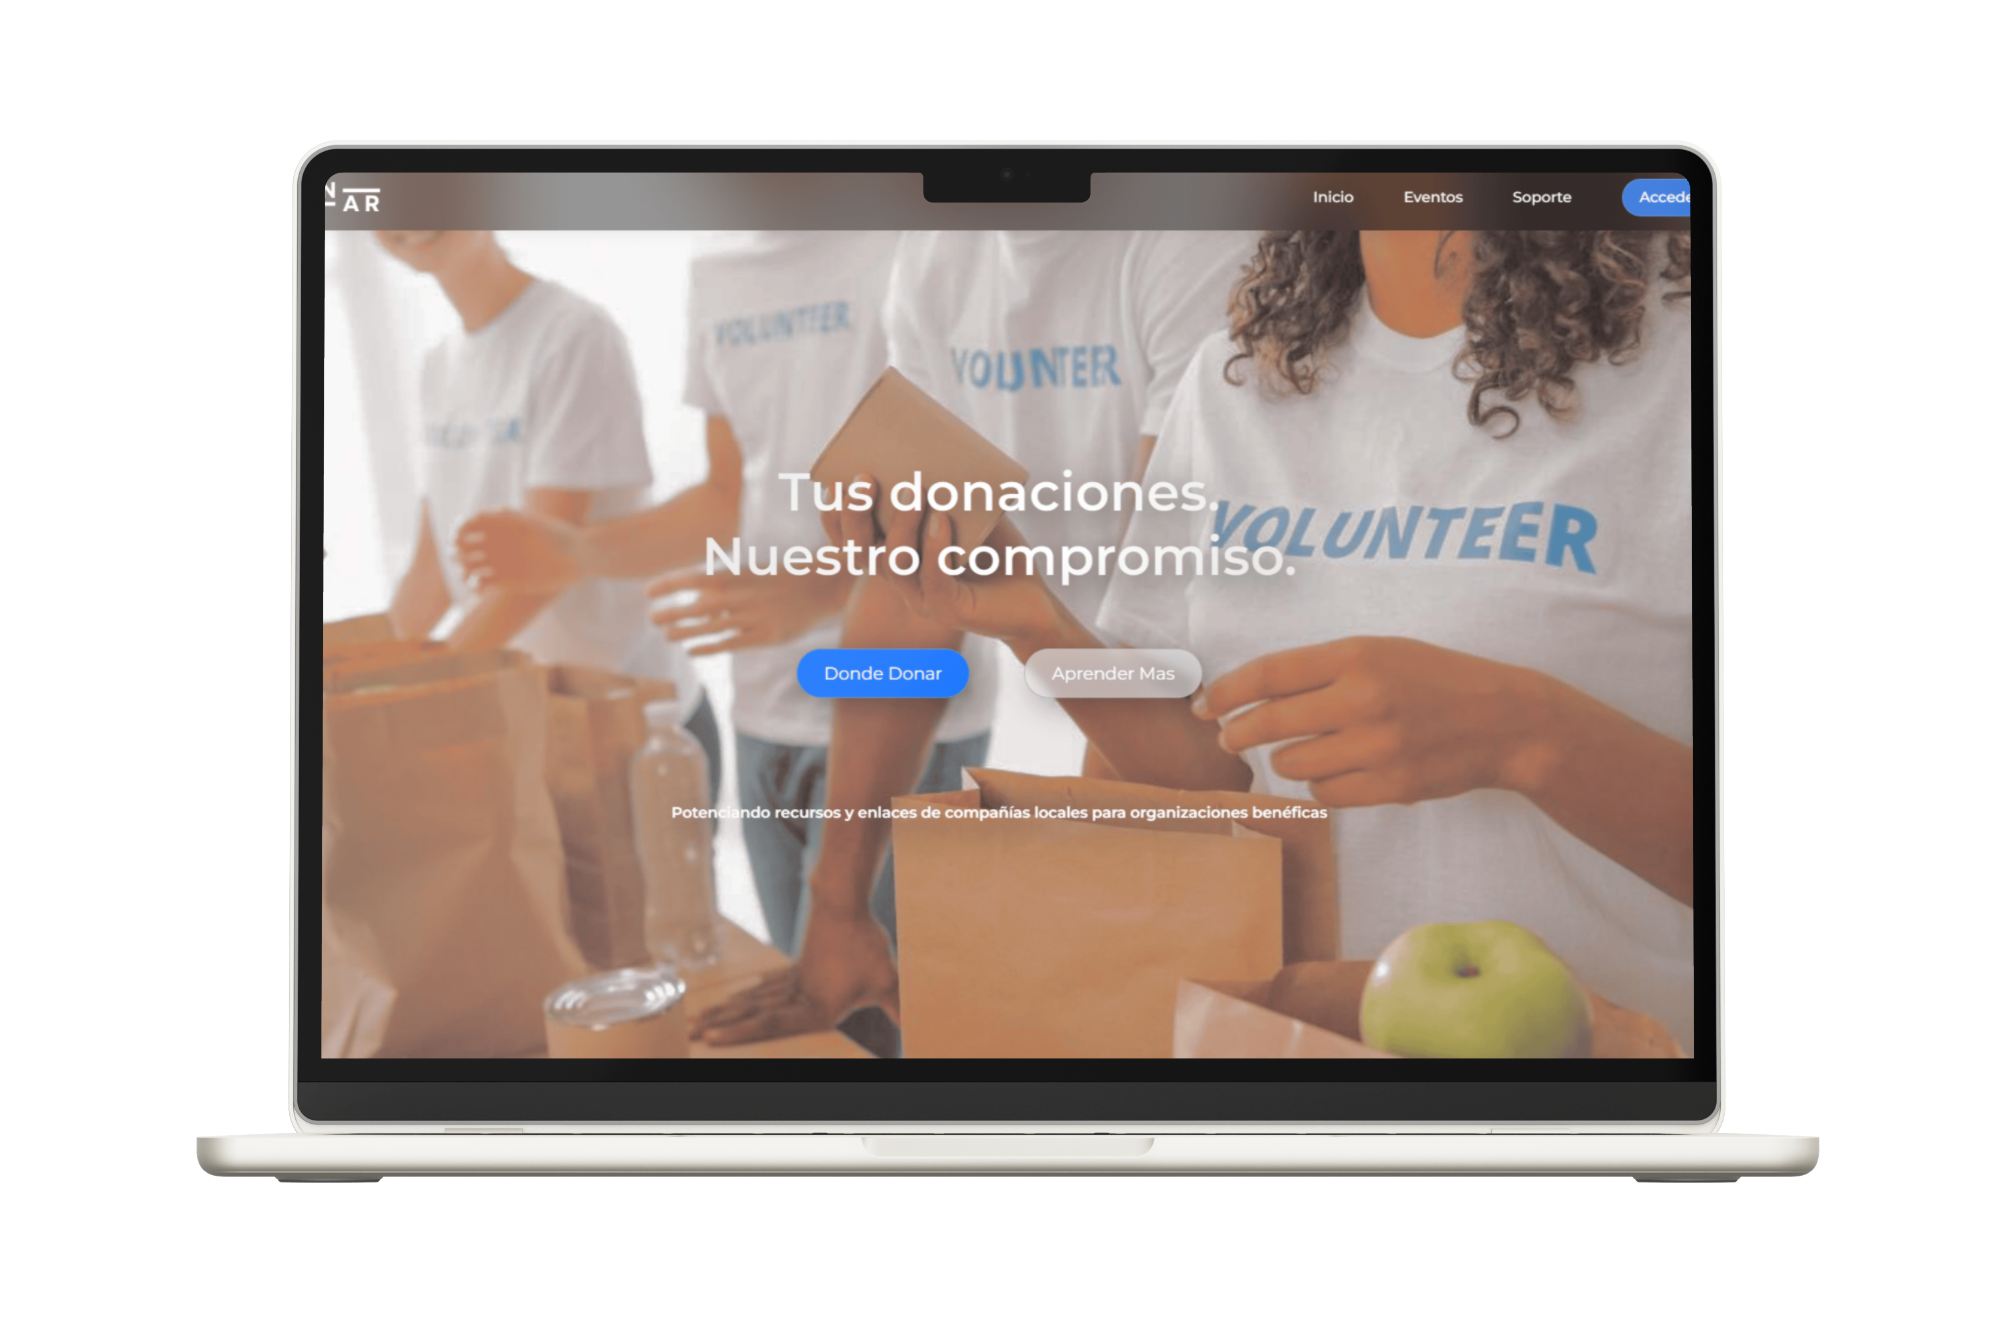 N
AR
Inicio Eventos Soporte Accede
VOLUNTEER
VOLUNTEER
VOLUNTEER
Tus donaciones.
Nuestro compromiso.
Donde Donar Aprender Mas
Potenciando recursos y enlaces de compañías locales para organizaciones benéficas